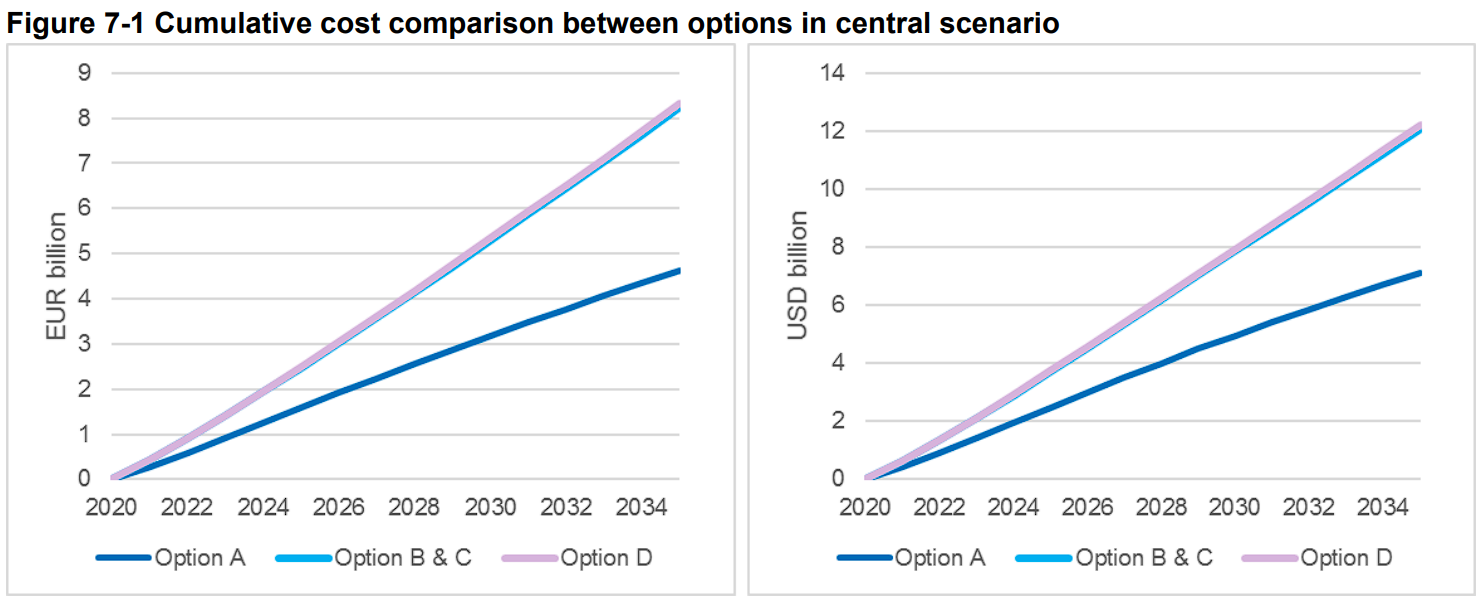 Figure 7-1 Cumulative cost comparison between options in central scenario
9
8
7
6
5
4
3
2
1
0
EUR billion
2020 2022 2024 2026 2028 2030 2032 2034
Option A Option B & C Option D
14
12
10
8
6
4
2
0
USD billion
2020 2022 2024 2026 2028 2030 2032 2034
Option A Option B & C Option D